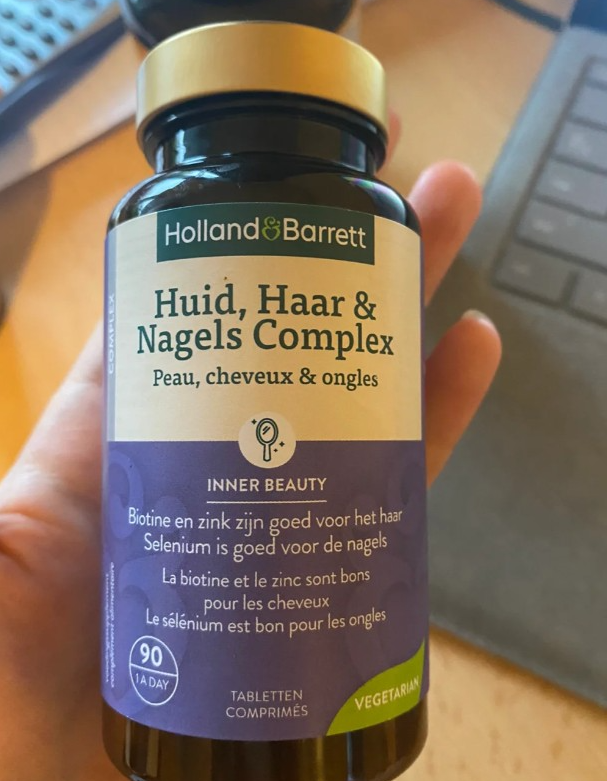 Holland&Barrett
Huid, Haar &
Nagels Complex
Peau, cheveux & ongles
COMPLEX
INNER BEAUTY
Biotine en zink zijn goed voor het haar
Selenium is goed voor de nagels
La biotine et le zinc sont bons
pour les cheveux
Le sélénium est bon pour les ongles
90
1 A DAY
TABLETTEN
COMPRIMÉS
VEGETARIAN